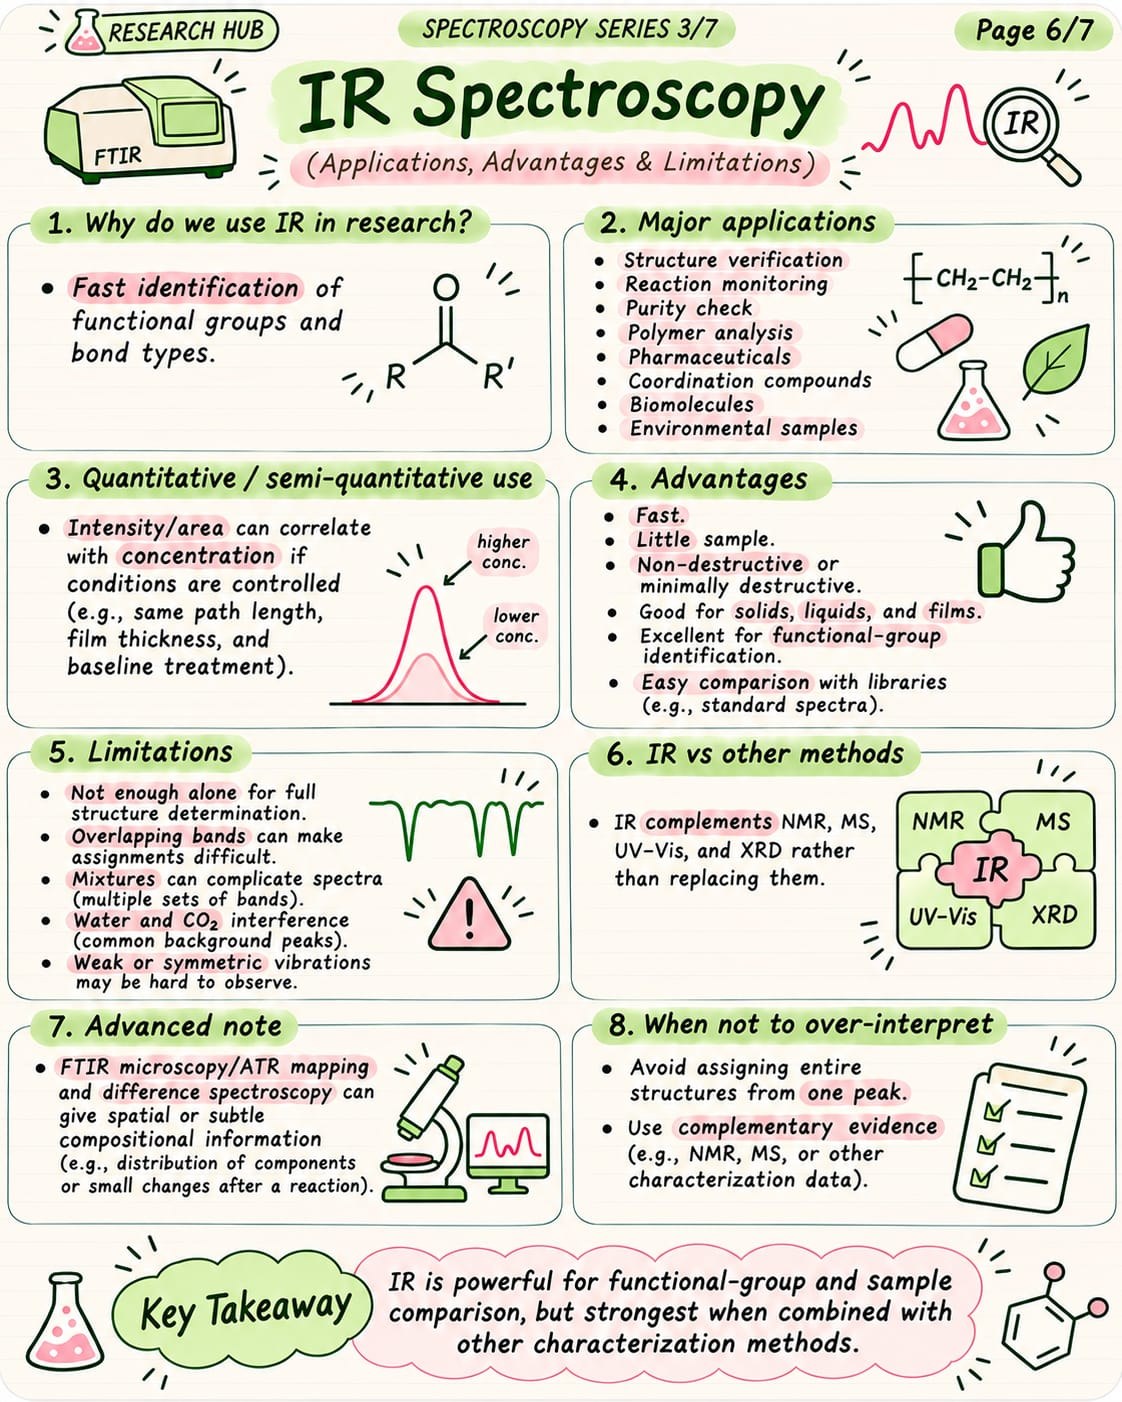 RESEARCH HUB
SPECTROSCOPY SERIES 3/7
Page 6/7
FTIR
IR Spectroscopy
(Applications, Advantages & Limitations)
IR
1. Why do we use IR in research?
• Fast identification of
functional groups and
bond types.
O
R
R'
2. Major applications
• Structure verification
• Reaction monitoring
• Purity check
• Polymer analysis
• Pharmaceuticals
• Coordination compounds
• Biomolecules
• Environmental samples
[CH₂-CH₂]n
3. Quantitative / semi-quantitative use
• Intensity/area can correlate
with concentration if
conditions are controlled
(e.g., same path length,
film thickness, and
baseline treatment).
higher
conc.
lower
conc.
4. Advantages
• Fast.
• Little sample.
• Non-destructive or
minimally destructive.
• Good for solids, liquids, and films.
• Excellent for functional-group
identification.
• Easy comparison with libraries
(e.g., standard spectra).
5. Limitations
• Not enough alone for full
structure determination.
• Overlapping bands can make
assignments difficult.
• Mixtures can complicate spectra
(multiple sets of bands).
• Water and CO₂ interference
(common background peaks).
• Weak or symmetric vibrations
may be hard to observe.
!
6. IR vs other methods
• IR complements NMR, MS,
UV-Vis, and XRD rather
than replacing them.
NMR
MS
IR
UV-Vis
XRD
7. Advanced note
• FTIR microscopy/ATR mapping
and difference spectroscopy can
give spatial or subtle
compositional information
(e.g., distribution of components
or small changes after a reaction).
8. When not to over-interpret
• Avoid assigning entire
structures from one peak.
• Use complementary evidence
(e.g., NMR, MS, or other
characterization data).
Key Takeaway
IR is powerful for functional-group and sample
comparison, but strongest when combined with
other characterization methods.